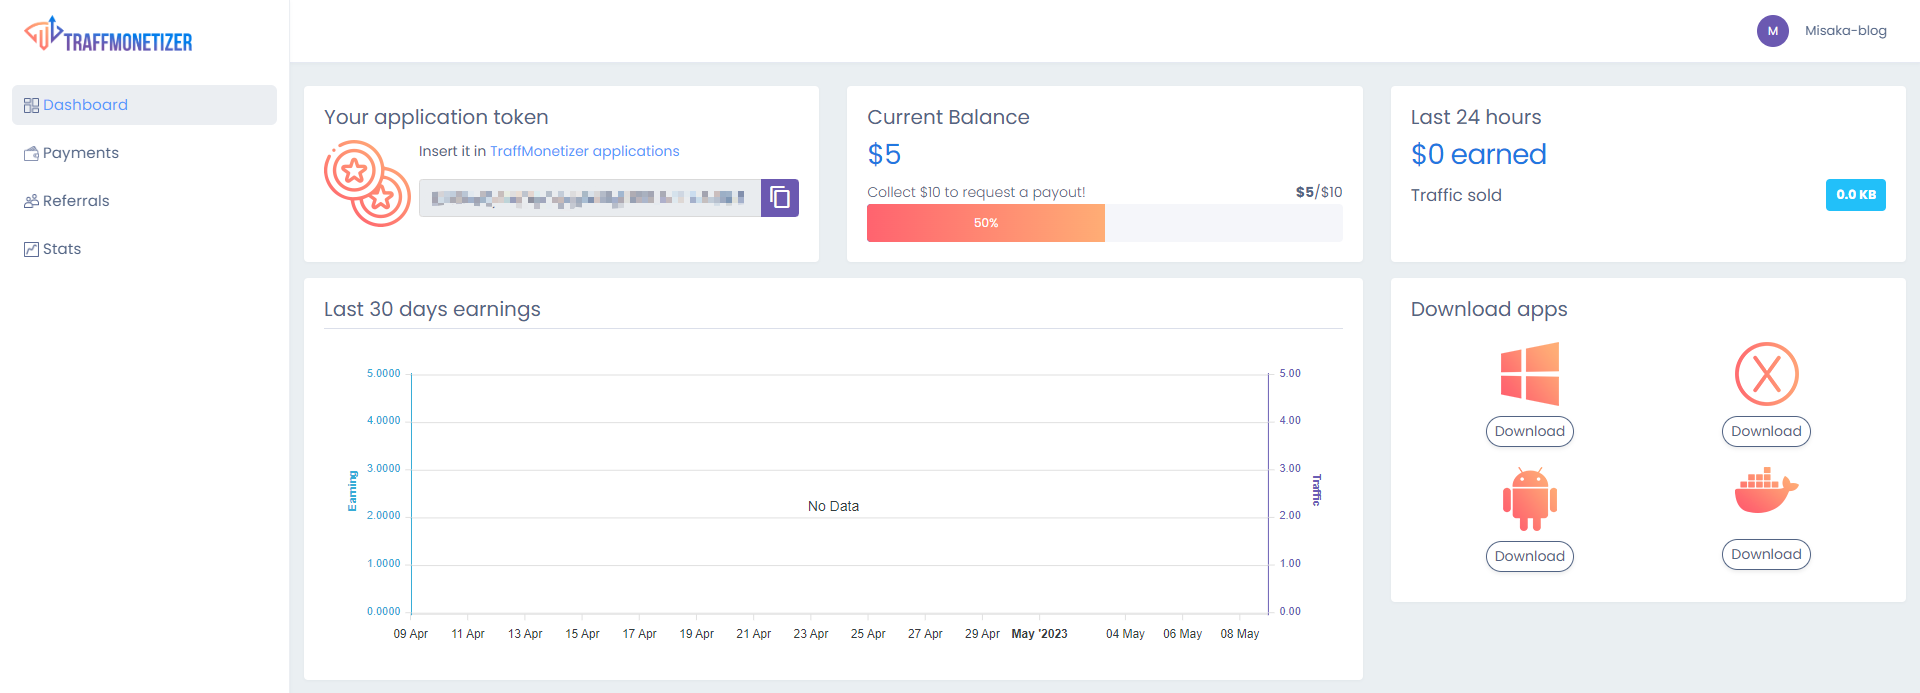 TRAFFMONETIZER
M
Misaka-blog
Dashboard
Payments
Referrals
Stats
Your application token
Insert it in TraffMonetizer applications
Current Balance
$5
Collect $10 to request a payout!
$5/$10
50%
Last 24 hours
$0 earned
Traffic sold
0.0 KB
Last 30 days earnings
Earning
5.0000
4.0000
3.0000
2.0000
1.0000
0.0000
No Data
5.00
4.00
3.00
2.00
1.00
0.00
Traffic
09 Apr 11 Apr 13 Apr 15 Apr 17 Apr 19 Apr 21 Apr 23 Apr 25 Apr 27 Apr 29 Apr May '2023 04 May 06 May 08 May
Download apps
X
Download
Download
Download
Download